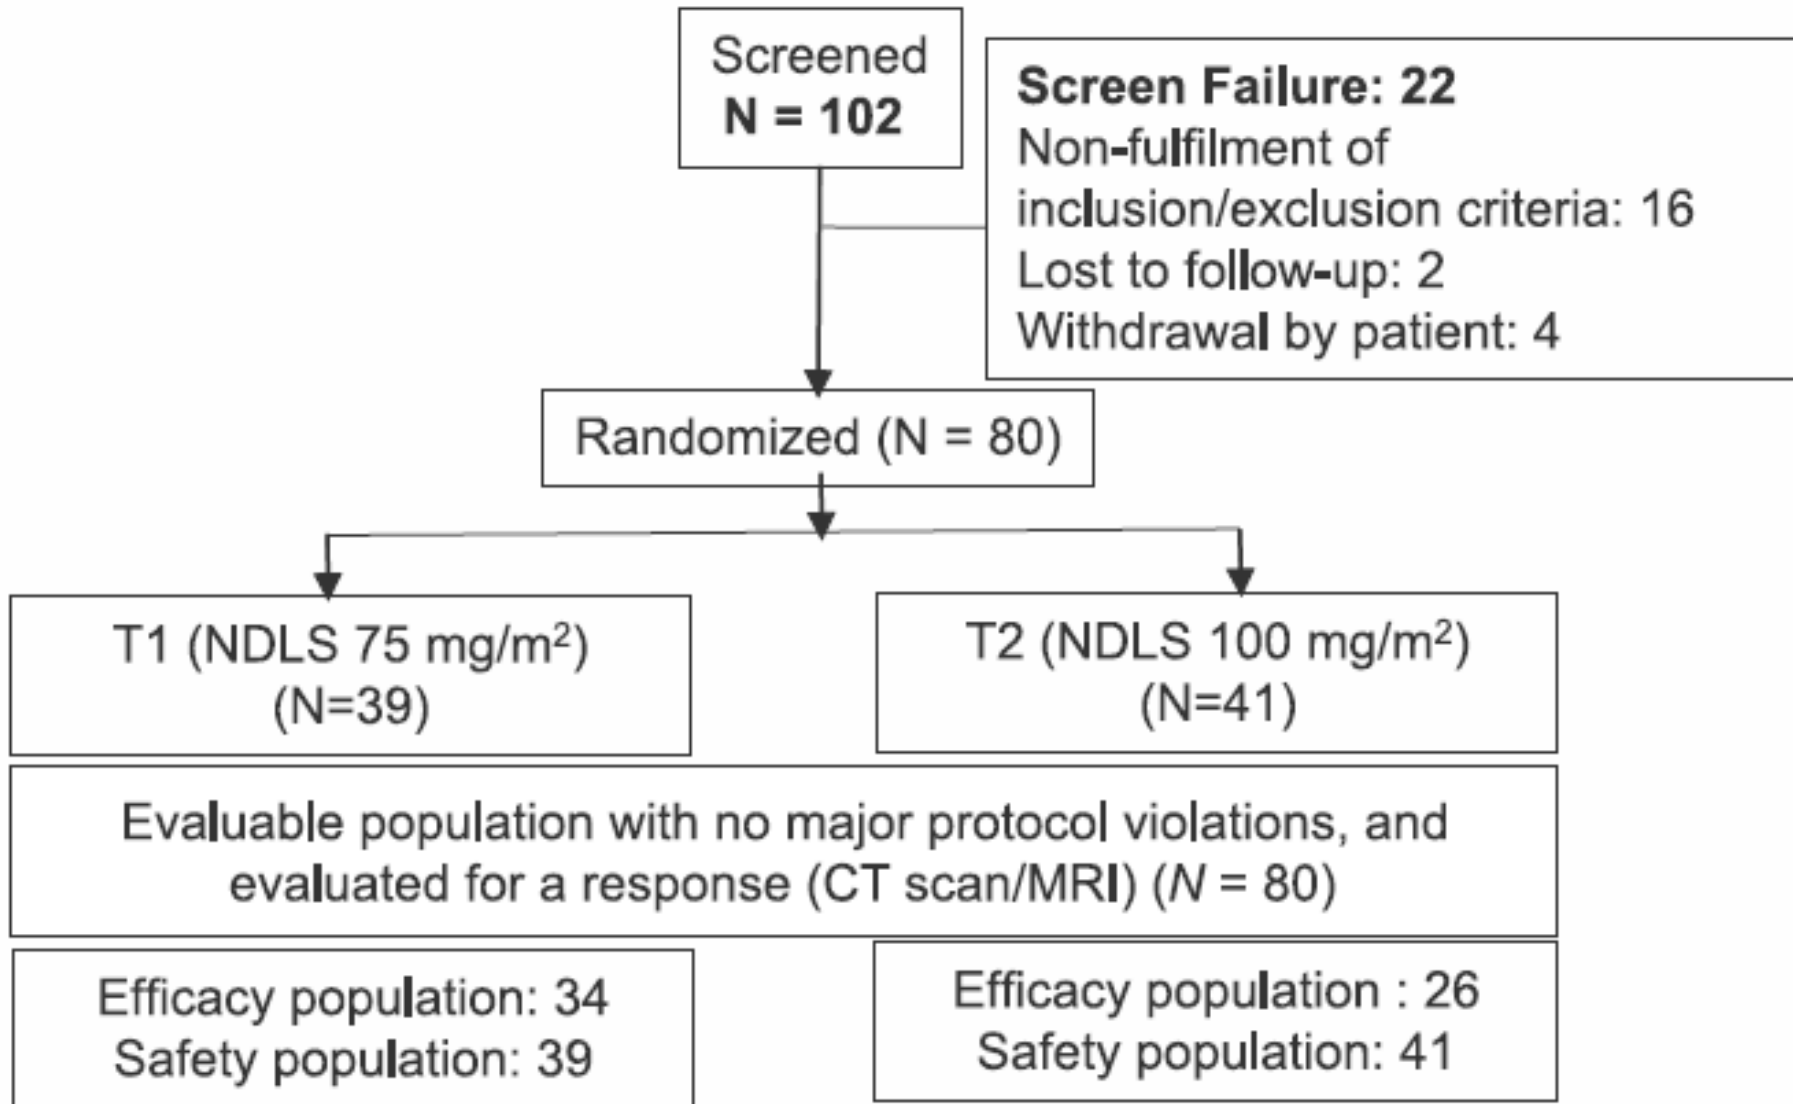 Screened
N = 102
Screen Failure: 22
Non-fulfilment of
inclusion/exclusion criteria: 16
Lost to follow-up: 2
Withdrawal by patient: 4
Randomized (N = 80)
T1 (NDLS 75 mg/m²)
(N=39)
T2 (NDLS 100 mg/m²)
(N=41)
Evaluable population with no major protocol violations, and
evaluated for a response (CT scan/MRI) (N = 80)
Efficacy population: 34
Safety population: 39
Efficacy population : 26
Safety population: 41